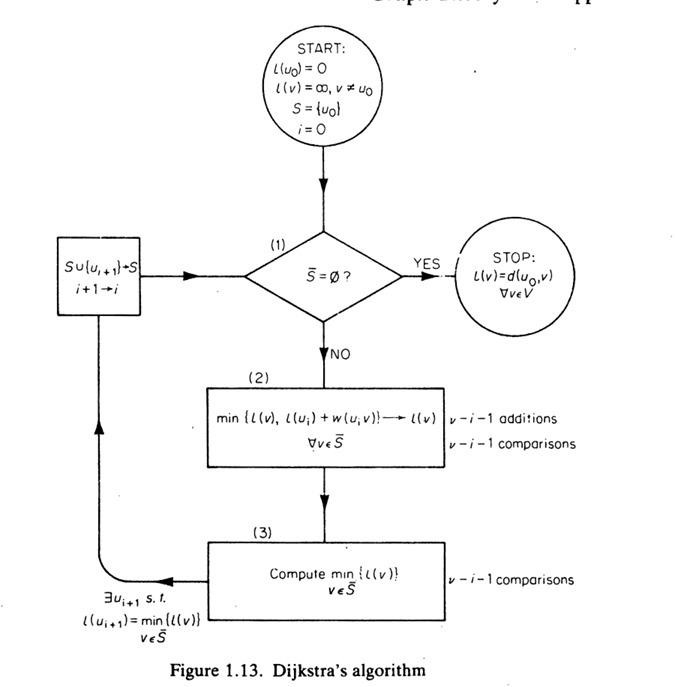 START:
l(u₀) = 0
l(v) = ∞, v ≠ u₀
S = {u₀}
i = 0
(1)
S∪{uᵢ₊₁}→S
i+1→i
S̄ = ∅ ?
YES
STOP:
l(v)=d(u₀,v)
∀v∈V
NO
(2)
min {l(v), l(uᵢ) + w(uᵢv)} → l(v)
∀v∈S̄
ν − i − 1 additions
ν − i − 1 comparisons
(3)
Compute min {l(v)}
v∈S̄
ν − i − 1 comparisons
∃uᵢ₊₁ s.t.
l(uᵢ₊₁) = min{l(v)}
v∈S̄
Figure 1.13. Dijkstra's algorithm